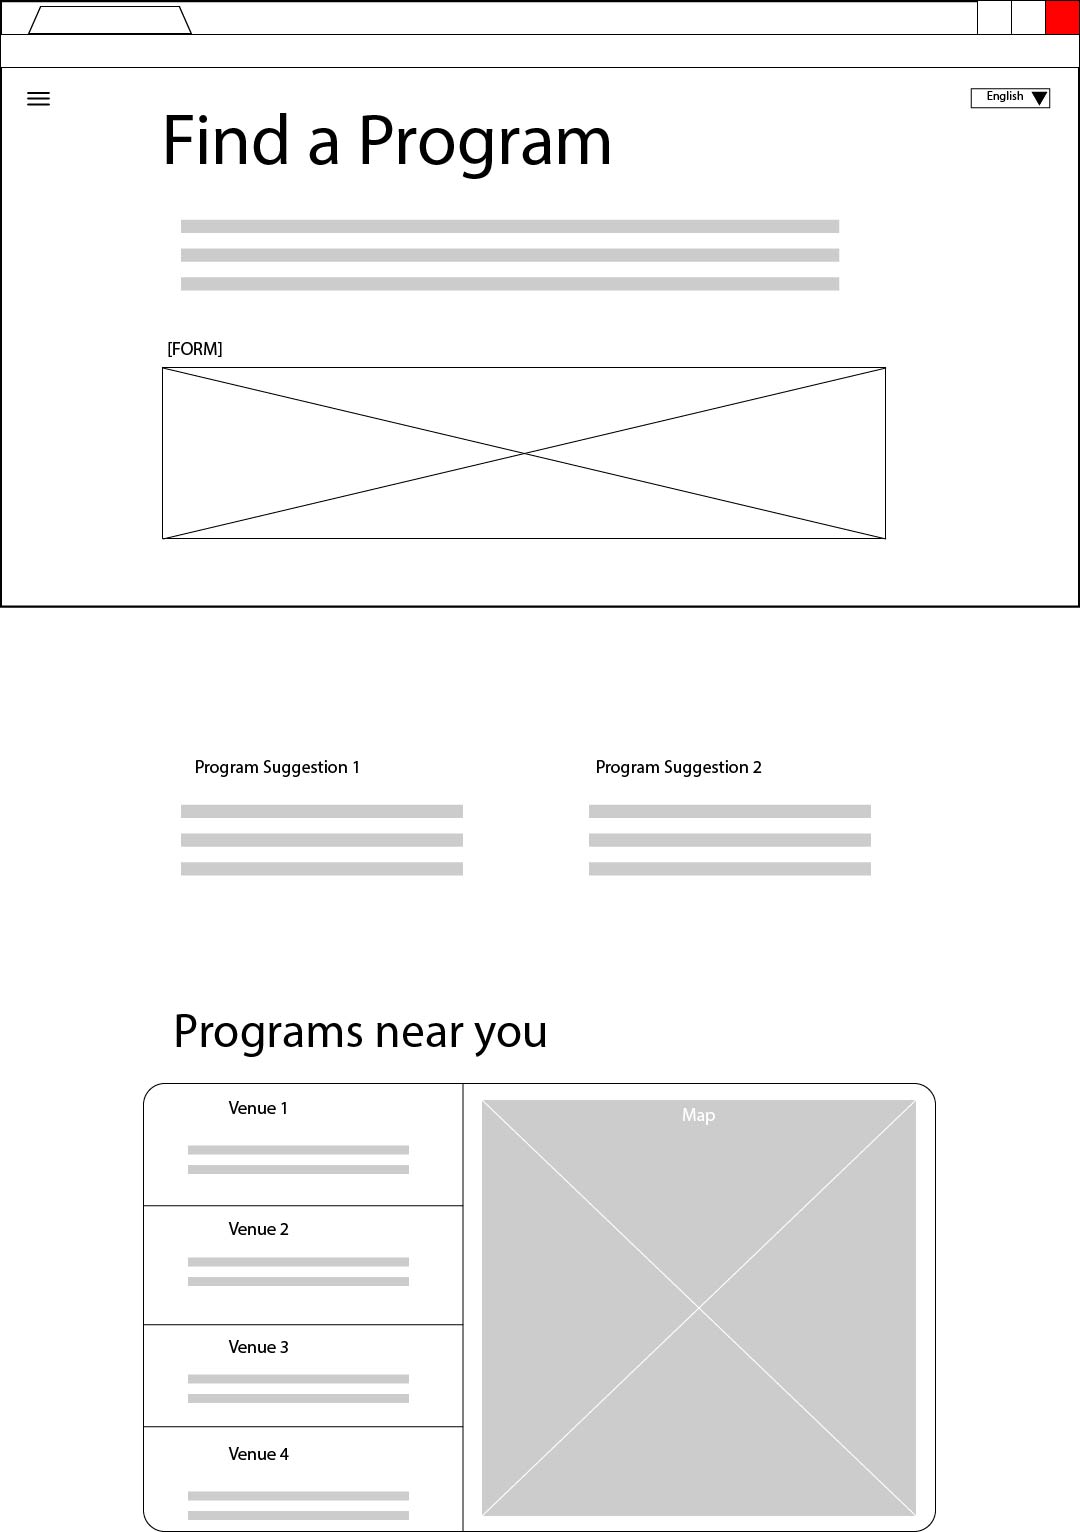 English
Find a Program
[FORM]
Program Suggestion 1
Program Suggestion 2
Programs near you
Venue 1
Map
Venue 2
Venue 3
Venue 4